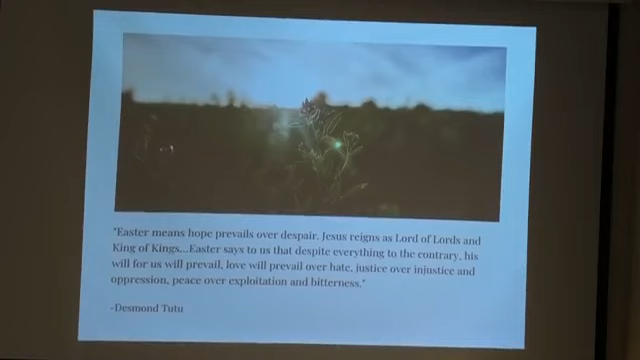 "Easter means hope prevails over despair. Jesus reigns as Lord of Lords and
King of Kings...Easter says to us that despite everything to the contrary, his
will for us will prevail, love will prevail over hate, justice over injustice and
oppression, peace over exploitation and bitterness."
-Desmond Tutu